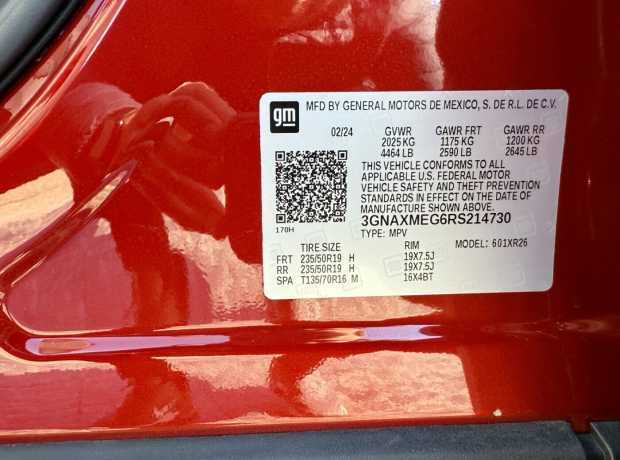 gm
MFD BY GENERAL MOTORS DE MEXICO, S. DE R.L. DE C.V.
02/24 GVWR GAWR FRT GAWR RR
2025 KG 1175 KG 1200 KG
4464 LB 2590 LB 2645 LB
THIS VEHICLE CONFORMS TO ALL
APPLICABLE U.S. FEDERAL MOTOR
VEHICLE SAFETY AND THEFT PREVENTION
STANDARDS IN EFFECT ON THE DATE OF
MANUFACTURE SHOWN ABOVE.
3GNAXMEG6RS214730
170H
TYPE: MPV
TIRE SIZE RIM MODEL: 601XR26
FRT 235/50R19 H 19X7.5J
RR 235/50R19 H 19X7.5J
SPA T135/70R16 M 16X4BT